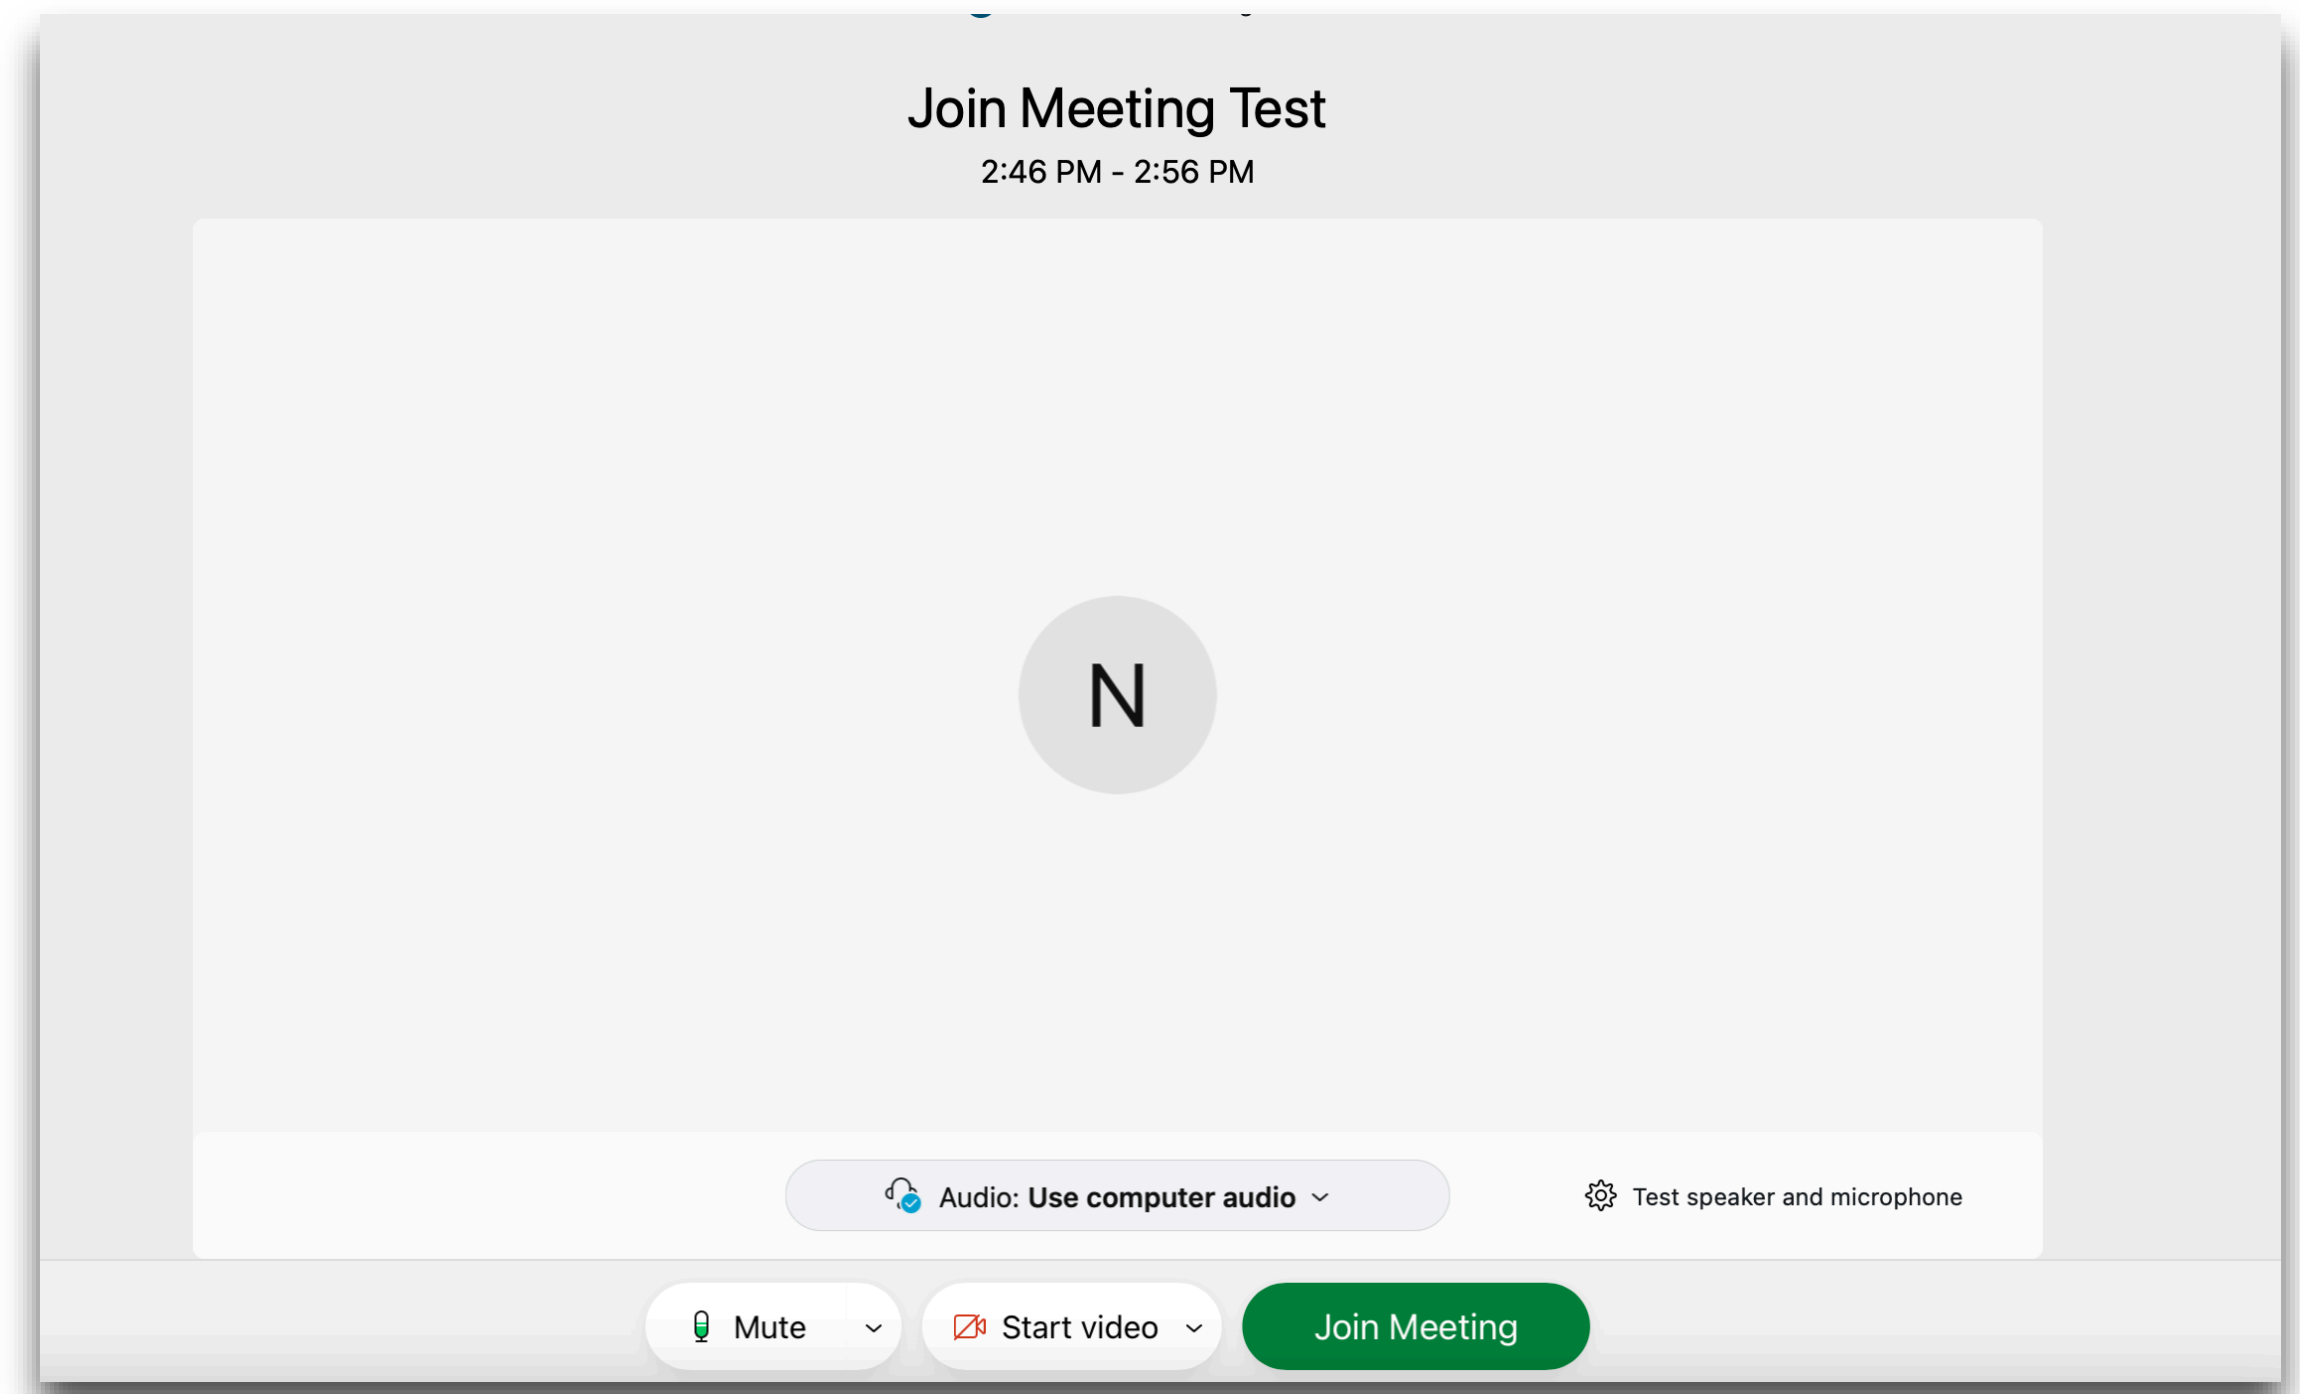 Join Meeting Test
2:46 PM - 2:56 PM
N
Audio: Use computer audio
Test speaker and microphone
Mute
Start video
Join Meeting